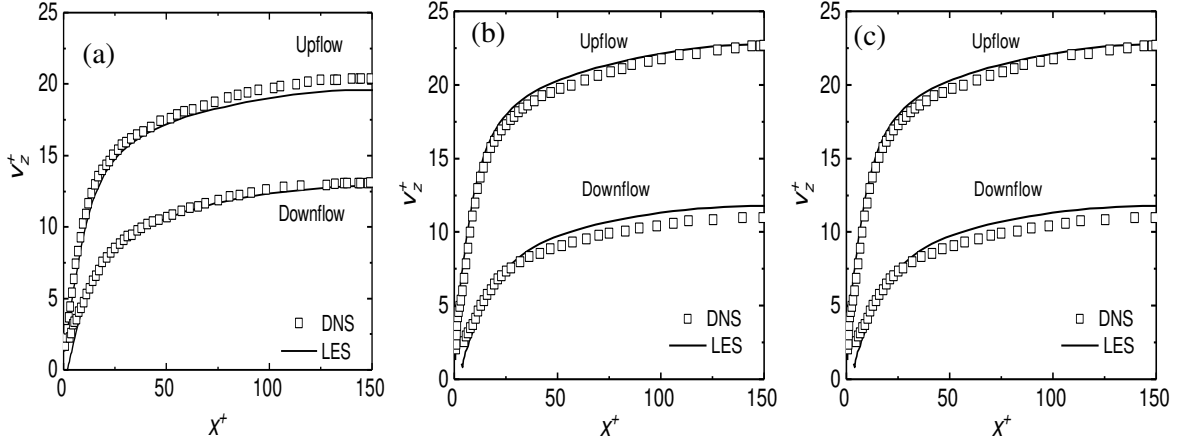 (a)
Upflow
Downflow
□ DNS
— LES
25
20
15
10
5
0
0 50 100 150
v_z^+
x^+
(b)
Upflow
Downflow
□ DNS
— LES
25
20
15
10
5
0
0 50 100 150
v_z^+
x^+
(c)
Upflow
Downflow
□ DNS
— LES
25
20
15
10
5
0
0 50 100 150
v_z^+
x^+